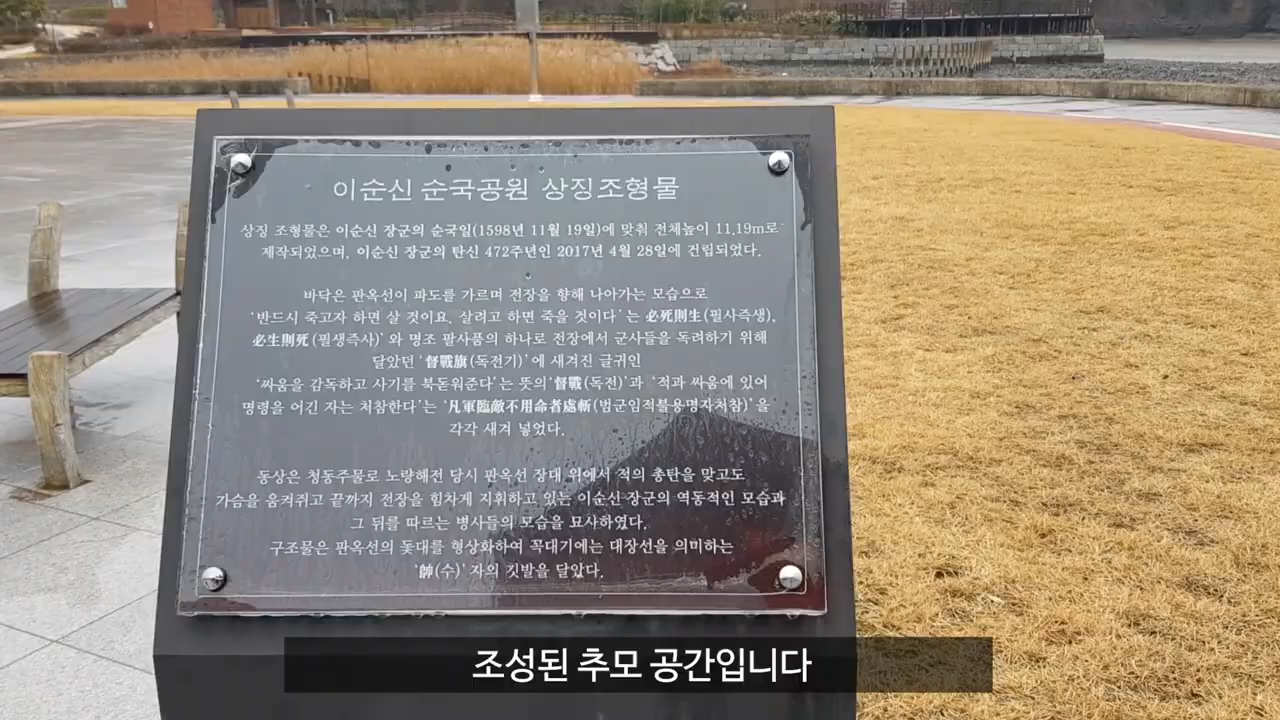 이순신 순국공원 상징조형물
상징 조형물은 이순신 장군의 순국일(1598년 11월 19일)에 맞춰 전체높이 11.19m로
제작되었으며, 이순신 장군의 탄신 472주년인 2017년 4월 28일에 건립되었다.
바닥은 판옥선이 파도를 가르며 전장을 향해 나아가는 모습으로
'반드시 죽고자 하면 살 것이요, 살려고 하면 죽을 것이다'는 必死則生(필사즉생),
必生則死(필생즉사)'와 명조 팔사품의 하나로 전장에서 군사들을 독려하기 위해
달았던 '督戰旗(독전기)'에 새겨진 글귀인
'싸움을 감독하고 사기를 북돋워준다'는 뜻의 '督戰(독전)'과 '적과 싸움에 있어
명령을 어긴 자는 처참한다'는 '凡軍臨敵不用命者處斬(범군임적불용명자처참)'을
각각 새겨 넣었다.
동상은 청동주물로 노량해전 당시 판옥선 장대 위에서 적의 총탄을 맞고도
가슴을 움켜쥐고 끝까지 전장을 힘차게 지휘하고 있는 이순신 장군의 역동적인 모습과
그 뒤를 따르는 병사들의 모습을 묘사하였다.
구조물은 판옥선의 돛대를 형상화하여 꼭대기에는 대장선을 의미하는
'帥(수)' 자의 깃발을 달았다.
조성된 추모 공간입니다